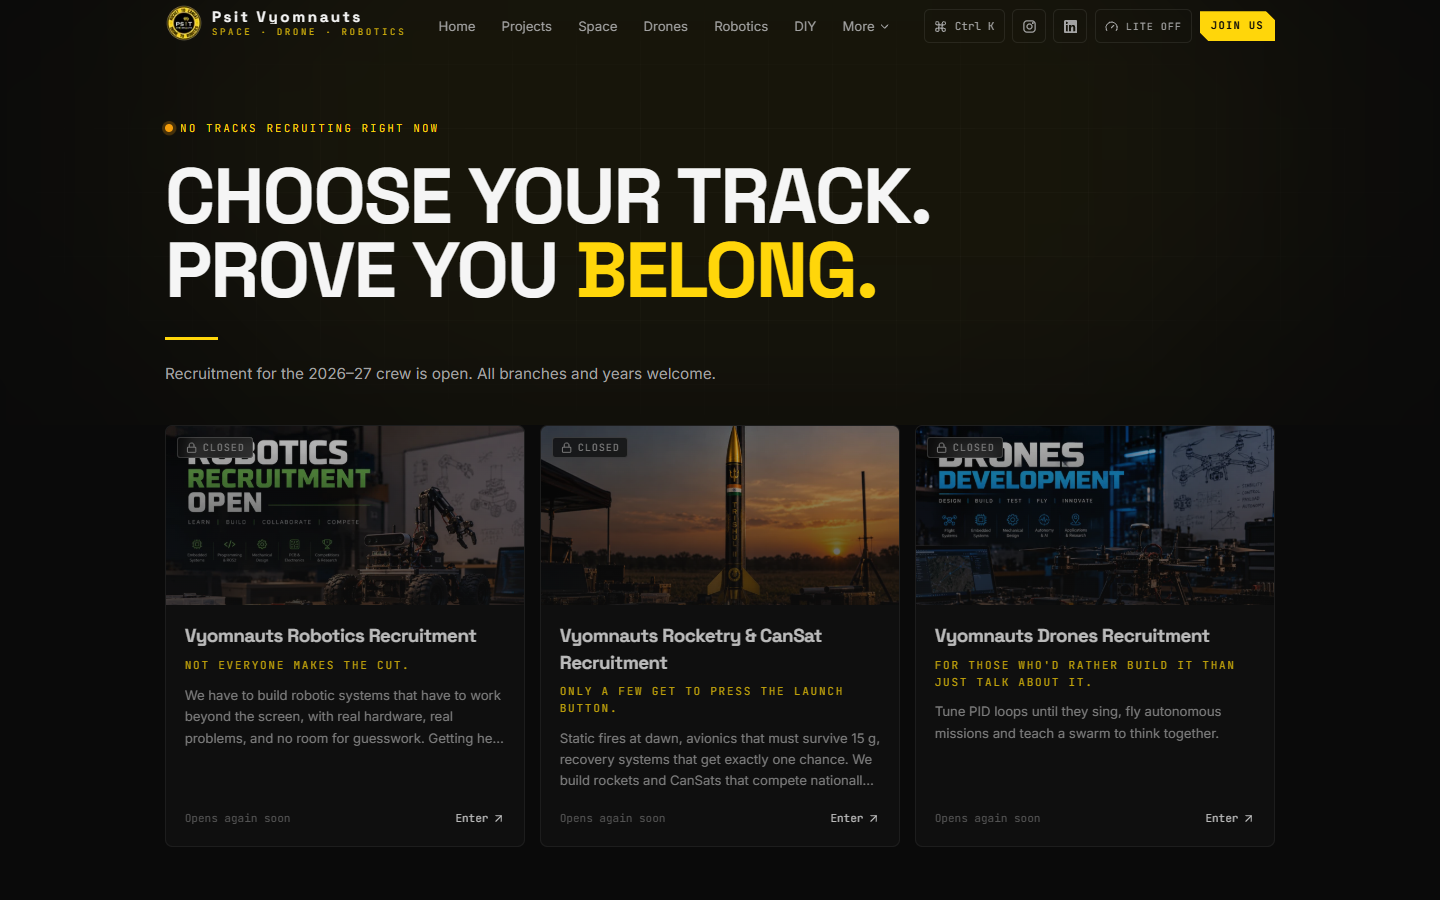 Psit Vyomnauts
SPACE · DRONE · ROBOTICS
Home
Projects
Space
Drones
Robotics
DIY
More
Ctrl K
LITE OFF
JOIN US
NO TRACKS RECRUITING RIGHT NOW
CHOOSE YOUR TRACK.
PROVE YOU BELONG.
Recruitment for the 2026–27 crew is open. All branches and years welcome.
CLOSED
RECRUITMENT
OPEN
LEARN | BUILD | COLLABORATE | COMPETE
Vyomnauts Robotics Recruitment
NOT EVERYONE MAKES THE CUT.
We have to build robotic systems that have to work
beyond the screen, with real hardware, real
problems, and no room for guesswork. Getting he...
Opens again soon
Enter
CLOSED
Vyomnauts Rocketry & CanSat
Recruitment
ONLY A FEW GET TO PRESS THE LAUNCH
BUTTON.
Static fires at dawn, avionics that must survive 15 g,
recovery systems that get exactly one chance. We
build rockets and CanSats that compete nationall...
Opens again soon
Enter
CLOSED
DRONES
DEVELOPMENT
DESIGN | BUILD | TEST | FLY | INNOVATE
Vyomnauts Drones Recruitment
FOR THOSE WHO'D RATHER BUILD IT THAN
JUST TALK ABOUT IT.
Tune PID loops until they sing, fly autonomous
missions and teach a swarm to think together.
Opens again soon
Enter